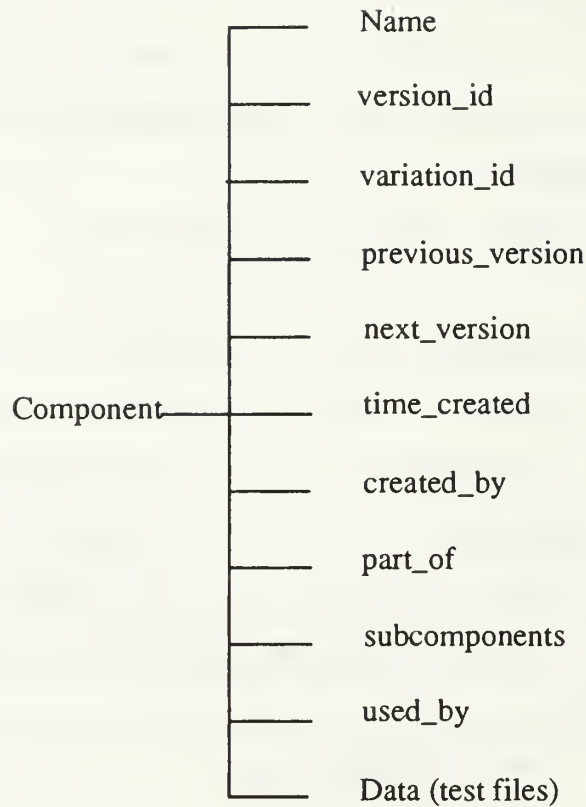 Name
version_id
variation_id
previous_version
next_version
Component
time_created
created_by
part_of
subcomponents
used_by
Data (test files)